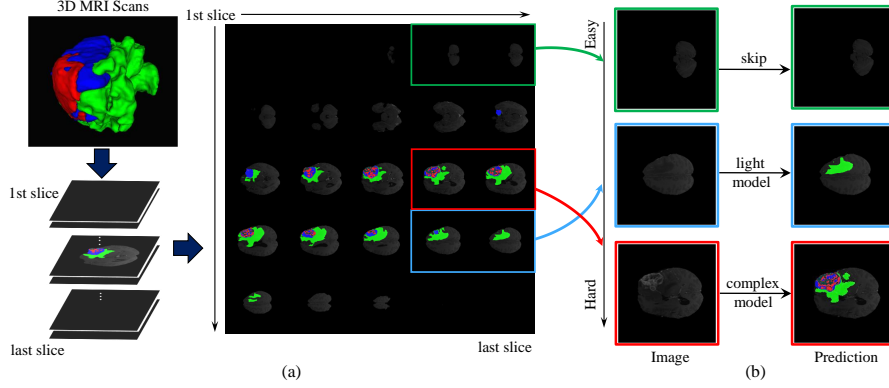 3D MRI Scans
1st slice
last slice
1st slice
last slice
(a)
Easy
Hard
skip
light
model
complex
model
Image
Prediction
(b)